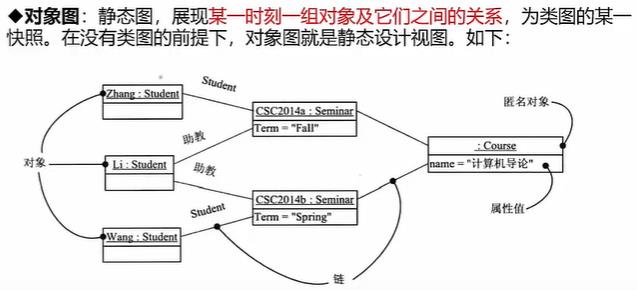 ◆对象图：静态图，展现某一时刻一组对象及它们之间的关系，为类图的某一
快照。在没有类图的前提下，对象图就是静态设计视图。如下：
Zhang : Student
Student
CSC2014a : Seminar
Term = "Fall"
匿名对象
助教
: Course
name = "计算机导论"
对象
Li : Student
助教
CSC2014b : Seminar
Term = "Spring"
属性值
Student
Wang : Student
链